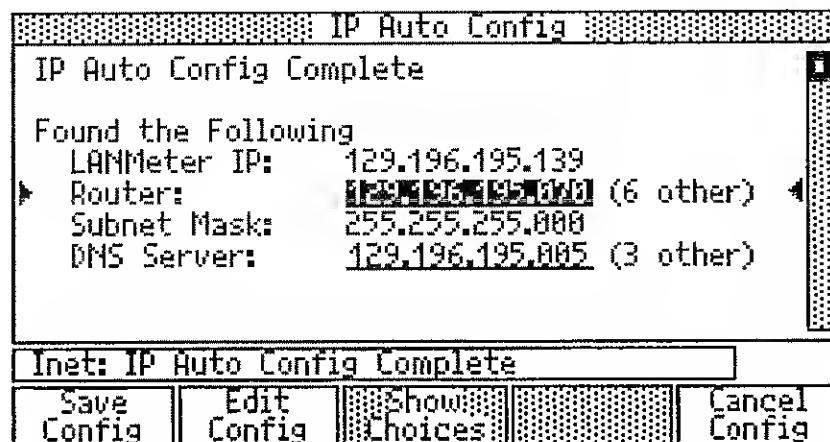 IP Auto Config
IP Auto Config Complete
Found the Following
LANMeter IP: 129.196.195.139
Router: (6 other)
Subnet Mask: 255.255.255.000
DNS Server: 129.196.195.005 (3 other)
Inet: IP Auto Config Complete
Save Config
Edit Config
Show Choices
Cancel Config